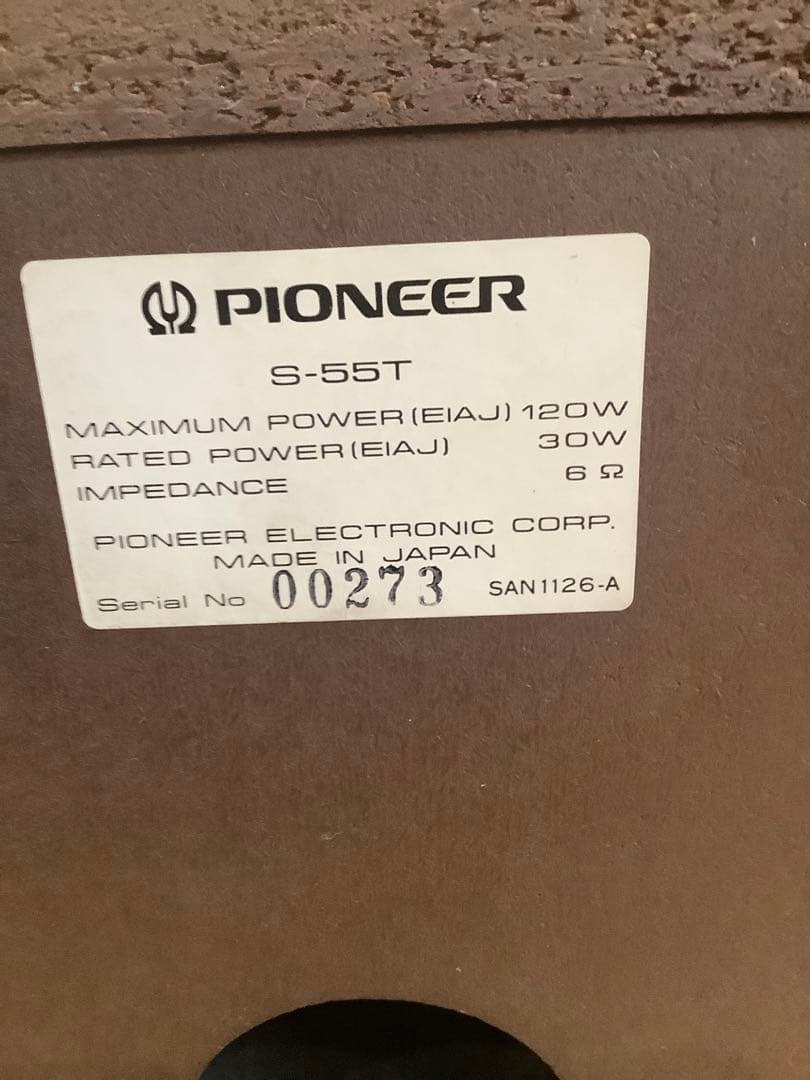 PIONEER
S-55T
MAXIMUM POWER (EIAJ) 120W
RATED POWER (EIAJ) 30W
IMPEDANCE 6 Ω
PIONEER ELECTRONIC CORP.
MADE IN JAPAN
Serial No 00273 SAN1126-A